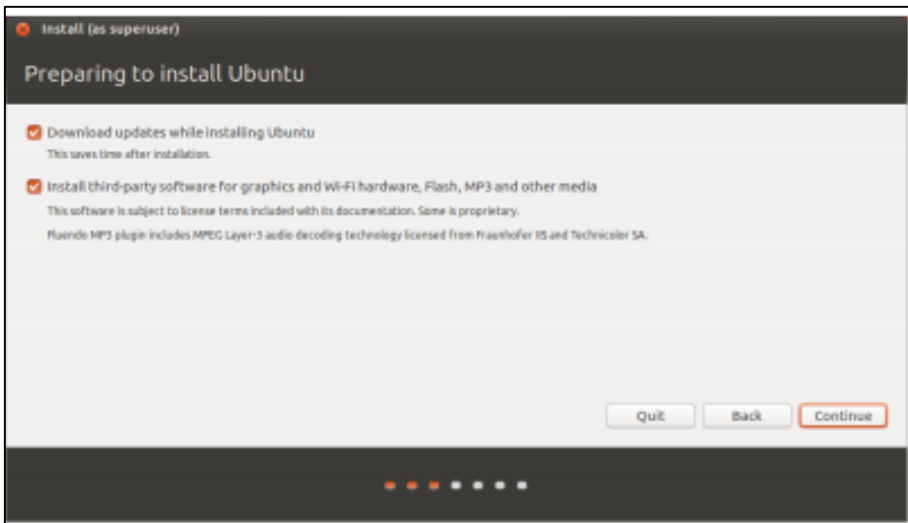 Install (as superuser)
Preparing to install Ubuntu
Download updates while installing Ubuntu
This saves time after installation.
Install third-party software for graphics and Wi-Fi hardware, Flash, MP3 and other media
This software is subject to license terms included with its documentation. Some is proprietary.
Fluendo MP3 plugin includes MPEG Layer-3 audio decoding technology licensed from Fraunhofer IIS and Technicolor SA.
Quit Back Continue